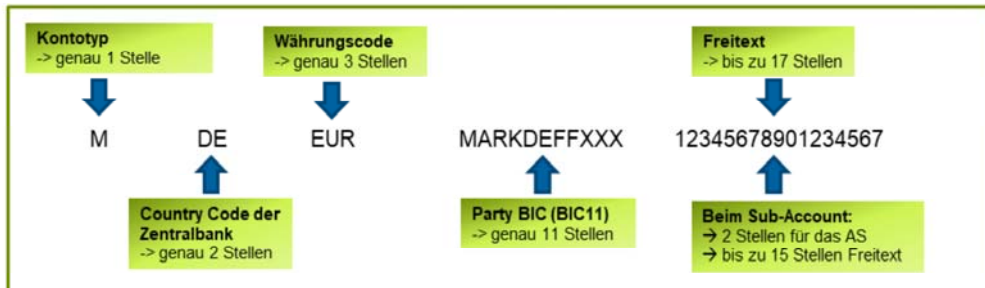 Kontotyp
-> genau 1 Stelle
Währungscode
-> genau 3 Stellen
Freitext
-> bis zu 17 Stellen
M DE EUR MARKDEFFXXX 12345678901234567
Country Code der
Zentralbank
-> genau 2 Stellen
Party BIC (BIC11)
-> genau 11 Stellen
Beim Sub-Account:
→ 2 Stellen für das AS
→ bis zu 15 Stellen Freitext